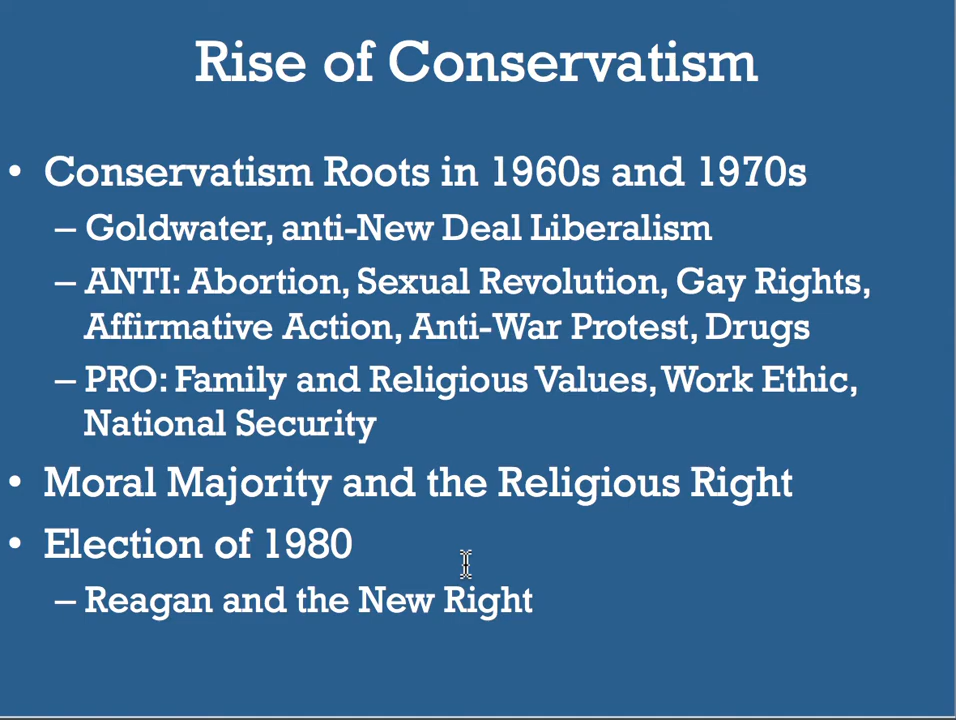 Rise of Conservatism
• Conservatism Roots in 1960s and 1970s
– Goldwater, anti-New Deal Liberalism
– ANTI: Abortion, Sexual Revolution, Gay Rights,
Affirmative Action, Anti-War Protest, Drugs
– PRO: Family and Religious Values, Work Ethic,
National Security
• Moral Majority and the Religious Right
• Election of 1980
– Reagan and the New Right